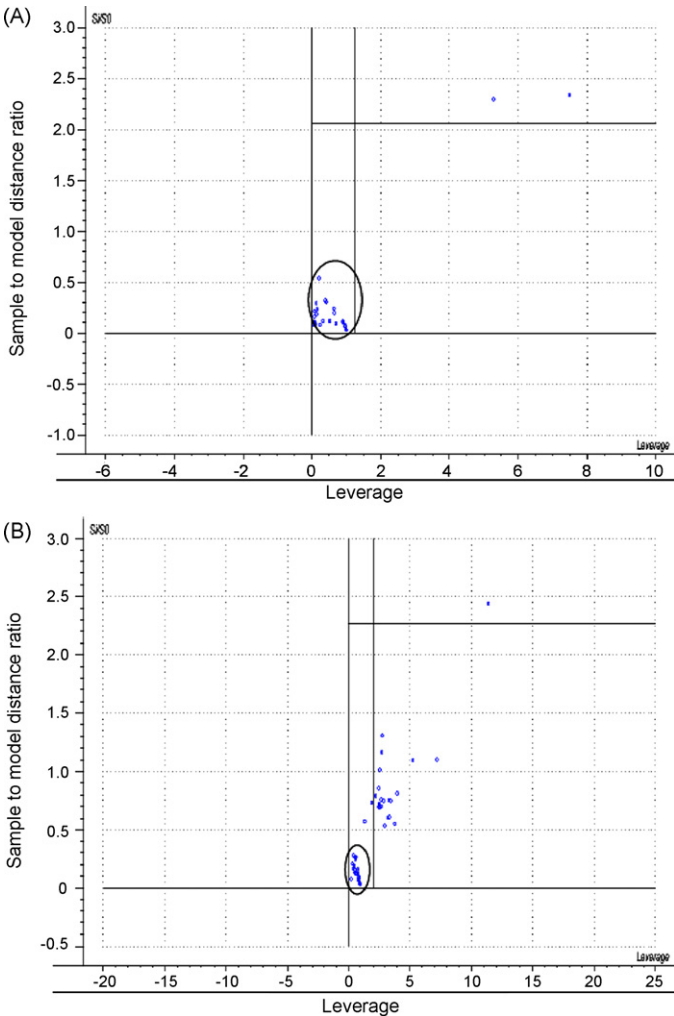 (A)
Si/S0
3.0
2.5
2.0
1.5
1.0
0.5
0
-0.5
-1.0
Sample to model distance ratio
Leverage
-6 -4 -2 0 2 4 6 8 10
Leverage
(B)
Si/S0
3.0
2.5
2.0
1.5
1.0
0.5
0
-0.5
Sample to model distance ratio
Leverage
-20 -15 -10 -5 0 5 10 15 20 25
Leverage